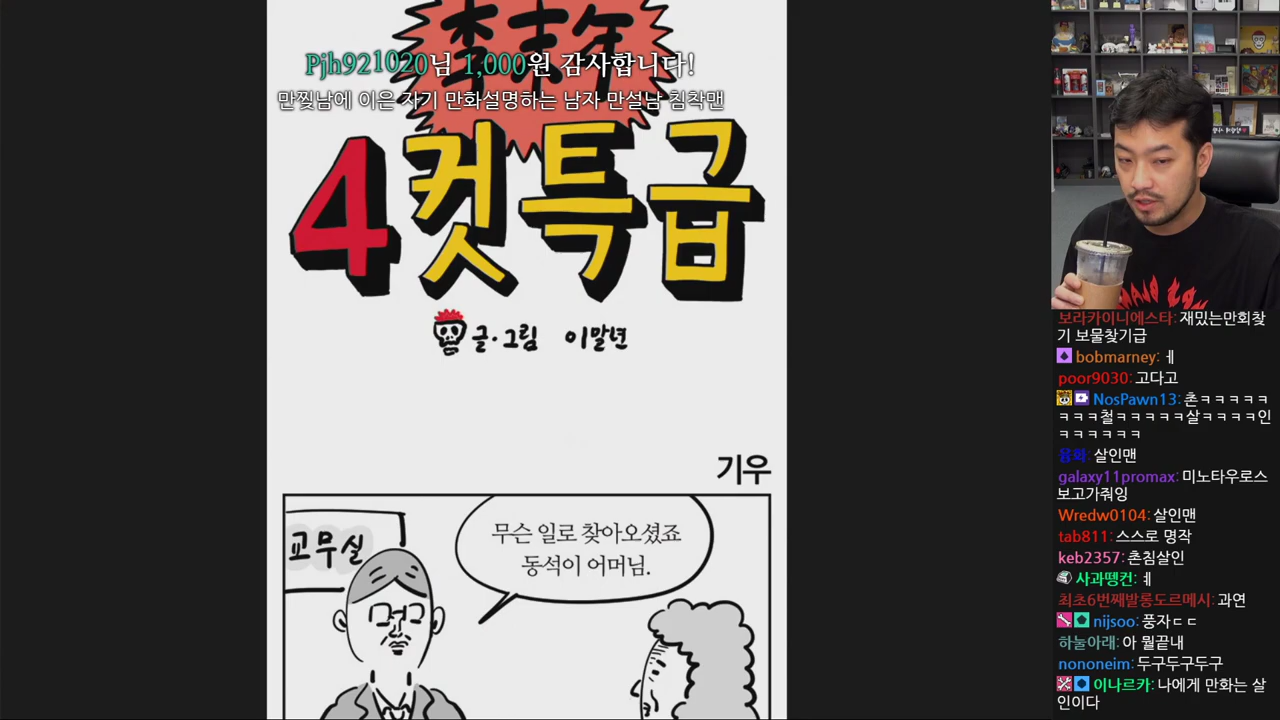 李末年
Pjh921020님 1,000원 감사합니다!
만찢남에 이은 자기 만화설명하는 남자 만설남 침착맨
4컷특급
글·그림 이말년
기우
교무실
무슨 일로 찾아오셨죠
동석이 어머님.
보라카이니에스타: 재밌는만회찾
기 보물찾기급
bobmarney: ㅔ
poor9030: 고다고
NosPawn13: 촌ㅋㅋㅋㅋㅋ
ㅋㅋㅋ철ㅋㅋㅋㅋㅋ살ㅋㅋㅋㅋ인
ㅋㅋㅋㅋㅋㅋ
융화: 살인맨
galaxy11promax: 미노타우로스
보고가줘잉
Wredw0104: 살인맨
tab811: 스스로 명작
keb2357: 촌침살인
사과뗑컨: ㅖ
최초6번째발롱도르메시: 과연
nijsoo: 풍자ㄷㄷ
하눌아래: 아 뭘끝내
nononeim: 두구두구두구
이나르카: 나에게 만화는 살
인이다